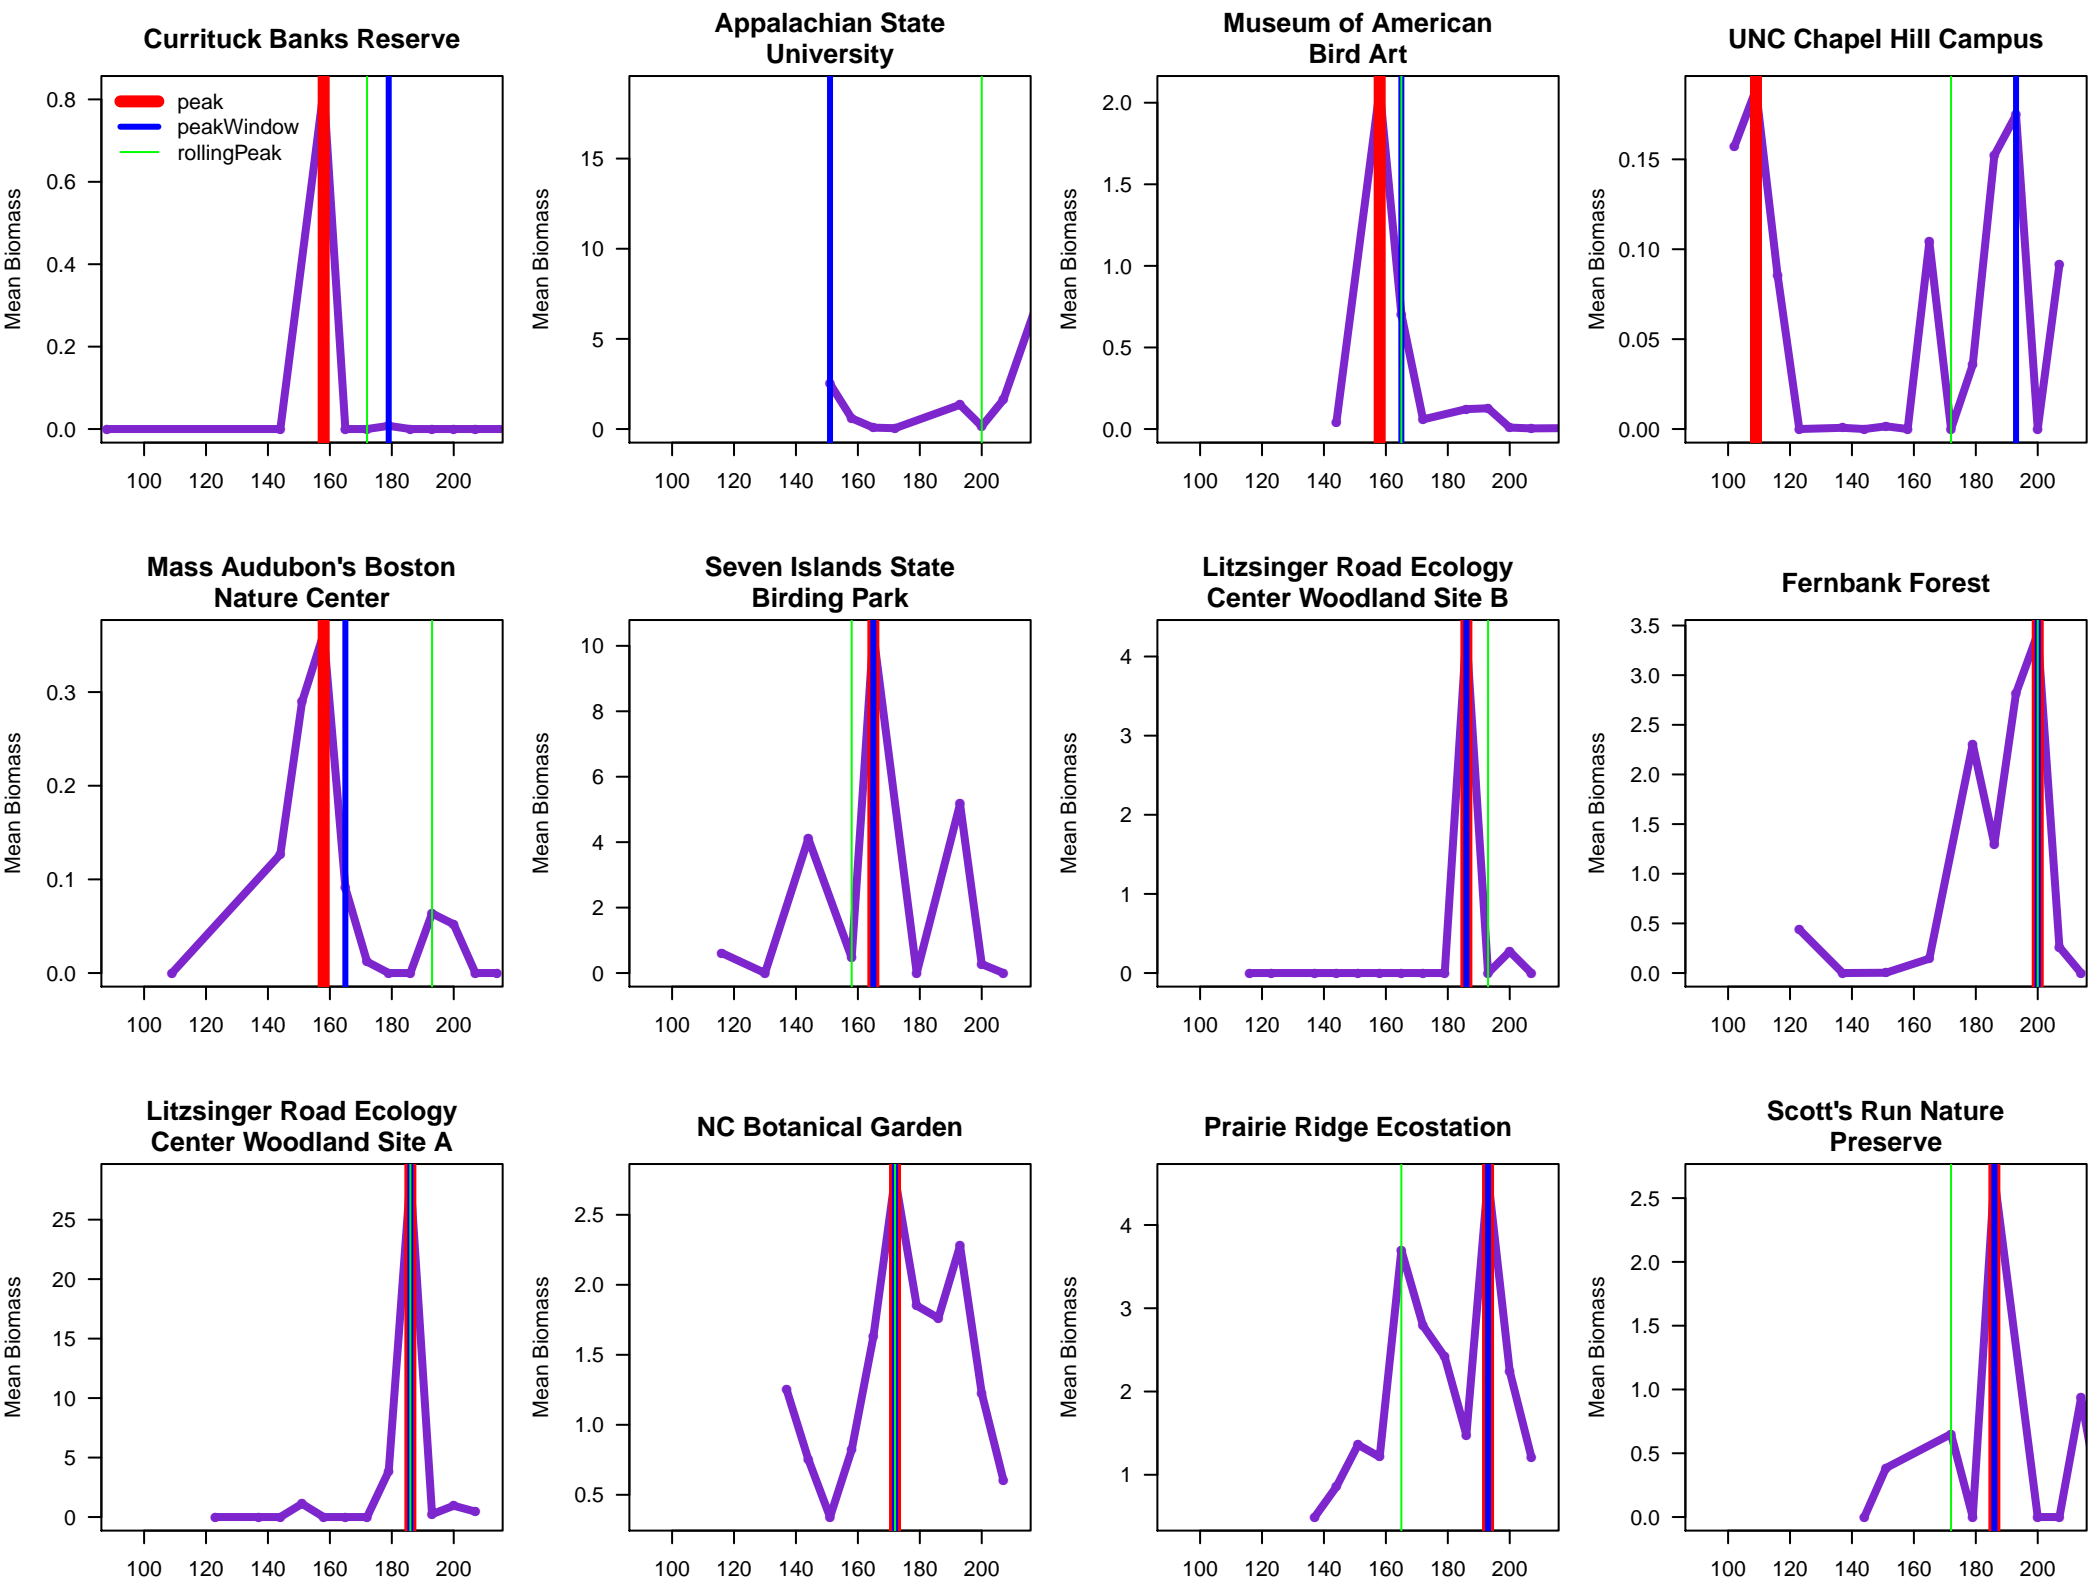 Currituck Banks Reserve
Mean Biomass
0.8
0.6
0.4
0.2
0.0
peak
peakWindow
rollingPeak
100 120 140 160 180 200
Appalachian State
University
Mean Biomass
15
10
5
0
100 120 140 160 180 200
Museum of American
Bird Art
Mean Biomass
2.0
1.5
1.0
0.5
0.0
100 120 140 160 180 200
UNC Chapel Hill Campus
Mean Biomass
0.15
0.10
0.05
0.00
100 120 140 160 180 200
Mass Audubon's Boston
Nature Center
Mean Biomass
0.3
0.2
0.1
0.0
100 120 140 160 180 200
Seven Islands State
Birding Park
Mean Biomass
10
8
6
4
2
0
100 120 140 160 180 200
Litzsinger Road Ecology
Center Woodland Site B
Mean Biomass
4
3
2
1
0
100 120 140 160 180 200
Fernbank Forest
Mean Biomass
3.5
3.0
2.5
2.0
1.5
1.0
0.5
0.0
100 120 140 160 180 200
Litzsinger Road Ecology
Center Woodland Site A
Mean Biomass
25
20
15
10
5
0
100 120 140 160 180 200
NC Botanical Garden
Mean Biomass
2.5
2.0
1.5
1.0
0.5
100 120 140 160 180 200
Prairie Ridge Ecostation
Mean Biomass
4
3
2
1
100 120 140 160 180 200
Scott's Run Nature
Preserve
Mean Biomass
2.5
2.0
1.5
1.0
0.5
0.0
100 120 140 160 180 200